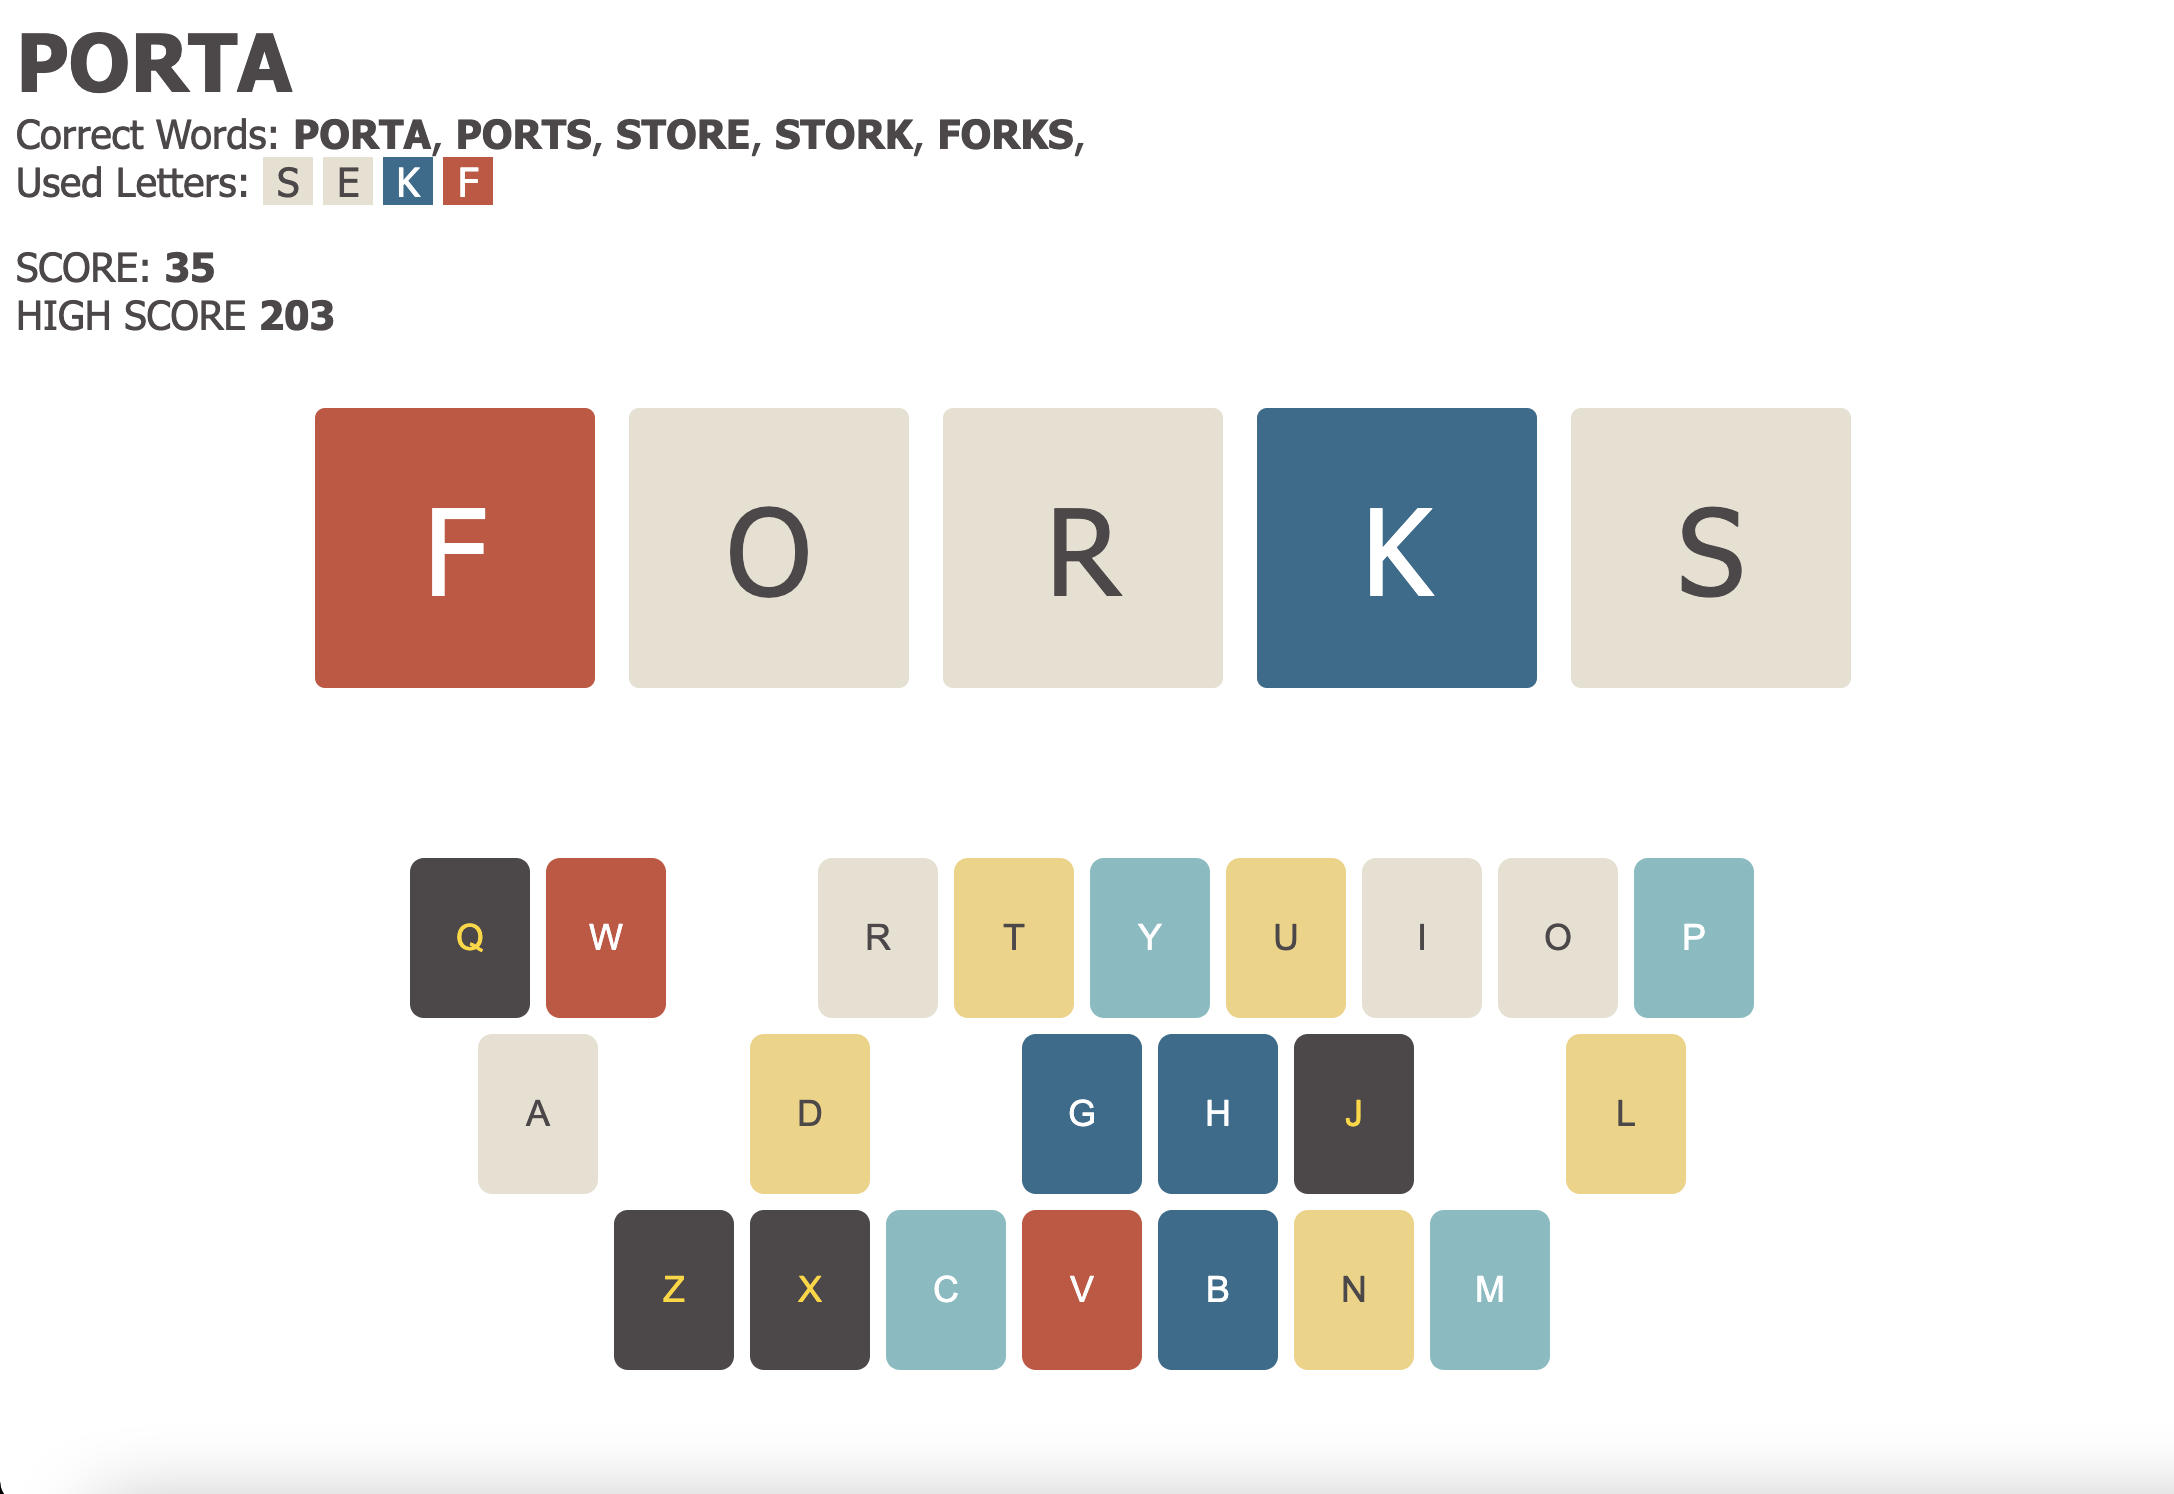 PORTA
Correct Words: PORTA, PORTS, STORE, STORK, FORKS,
Used Letters: S E K F
SCORE: 35
HIGH SCORE 203
F O R K S
Q W R T Y U I O P
A D G H J L
Z X C V B N M